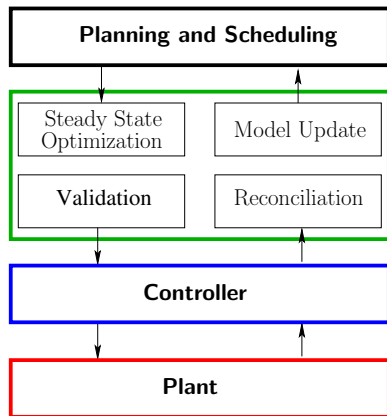 Planning and Scheduling
Steady State
Optimization
Model Update
Validation
Reconciliation
Controller
Plant